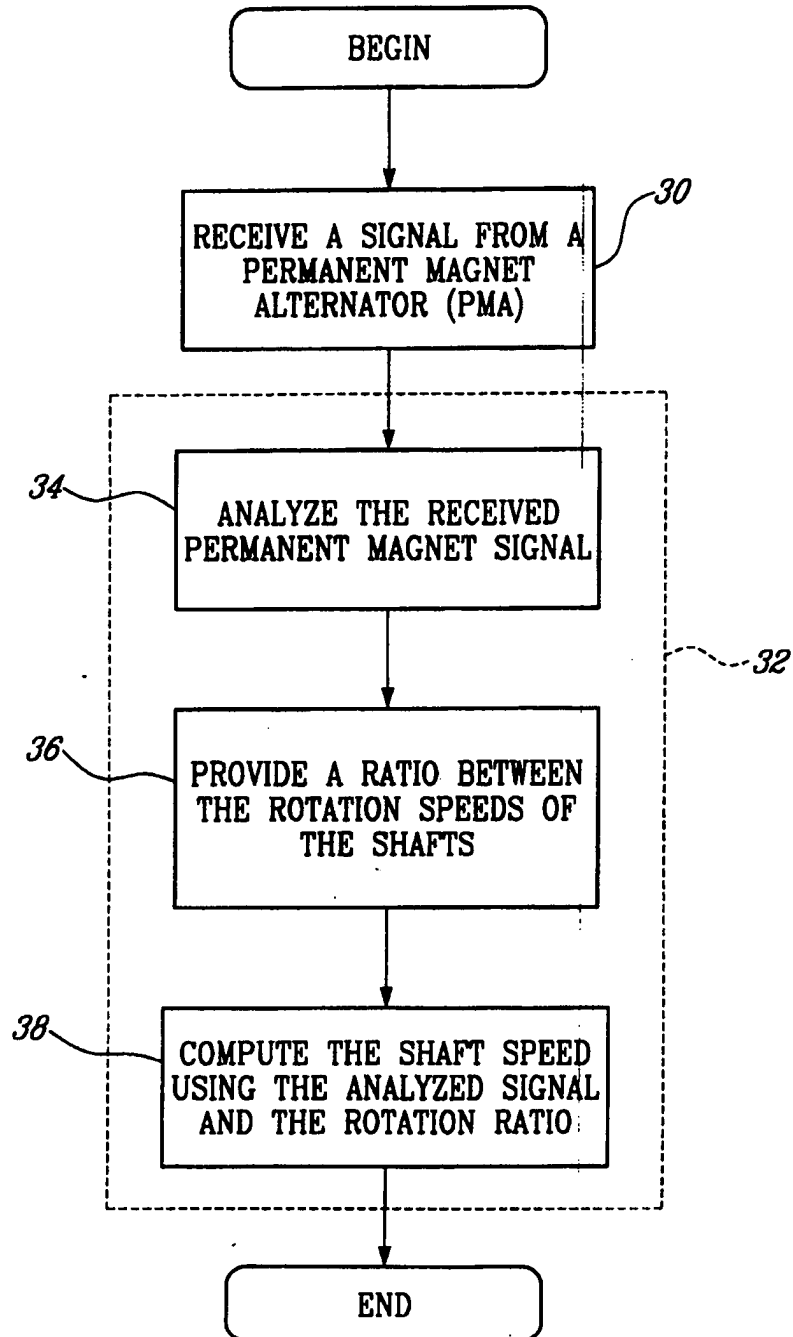 BEGIN
RECEIVE A SIGNAL FROM A
PERMANENT MAGNET
ALTERNATOR (PMA)
30
34
ANALYZE THE RECEIVED
PERMANENT MAGNET SIGNAL
32
36
PROVIDE A RATIO BETWEEN
THE ROTATION SPEEDS OF
THE SHAFTS
38
COMPUTE THE SHAFT SPEED
USING THE ANALYZED SIGNAL
AND THE ROTATION RATIO
END